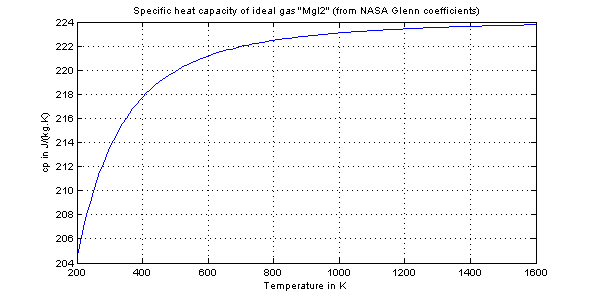 Specific heat capacity of ideal gas "MgI2" (from NASA Glenn coefficients)
224
222
220
218
216
214
212
210
208
206
204
cp in J/(kg.K)
200 400 600 800 1000 1200 1400 1600
Temperature in K